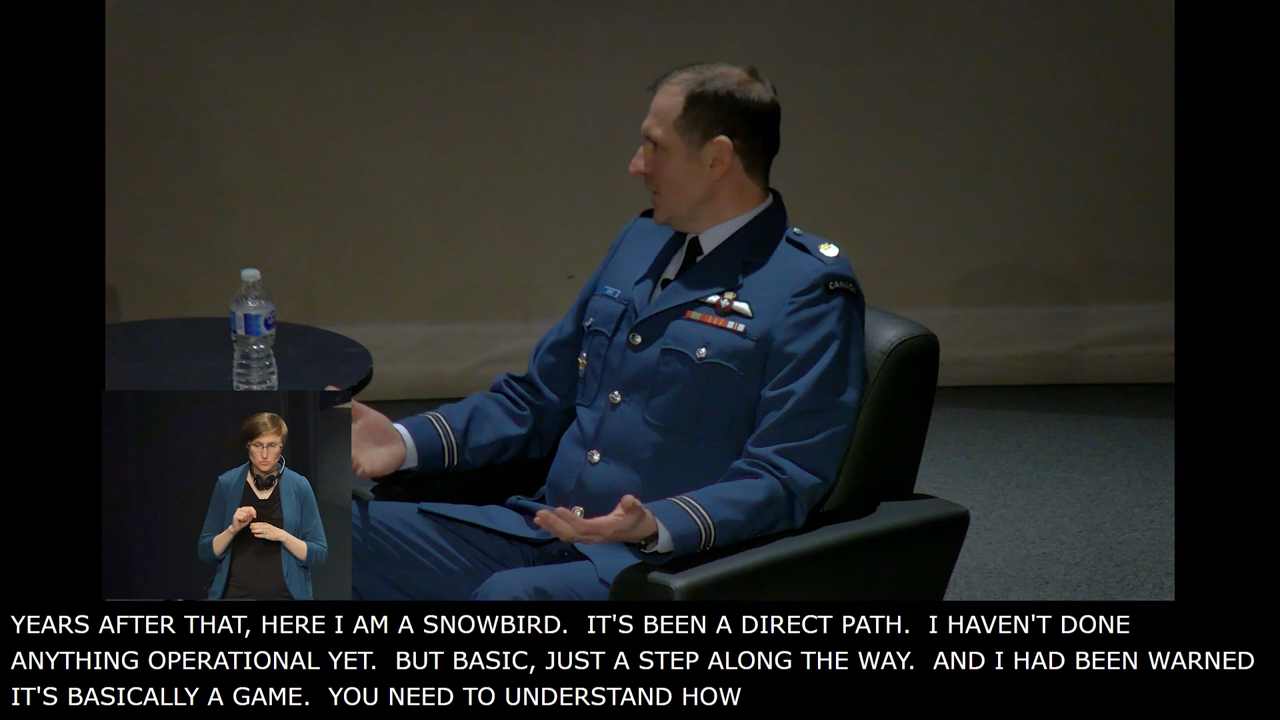 CANADA
YEARS AFTER THAT, HERE I AM A SNOWBIRD.  IT'S BEEN A DIRECT PATH.  I HAVEN'T DONE
ANYTHING OPERATIONAL YET.  BUT BASIC, JUST A STEP ALONG THE WAY.  AND I HAD BEEN WARNED
IT'S BASICALLY A GAME.  YOU NEED TO UNDERSTAND HOW